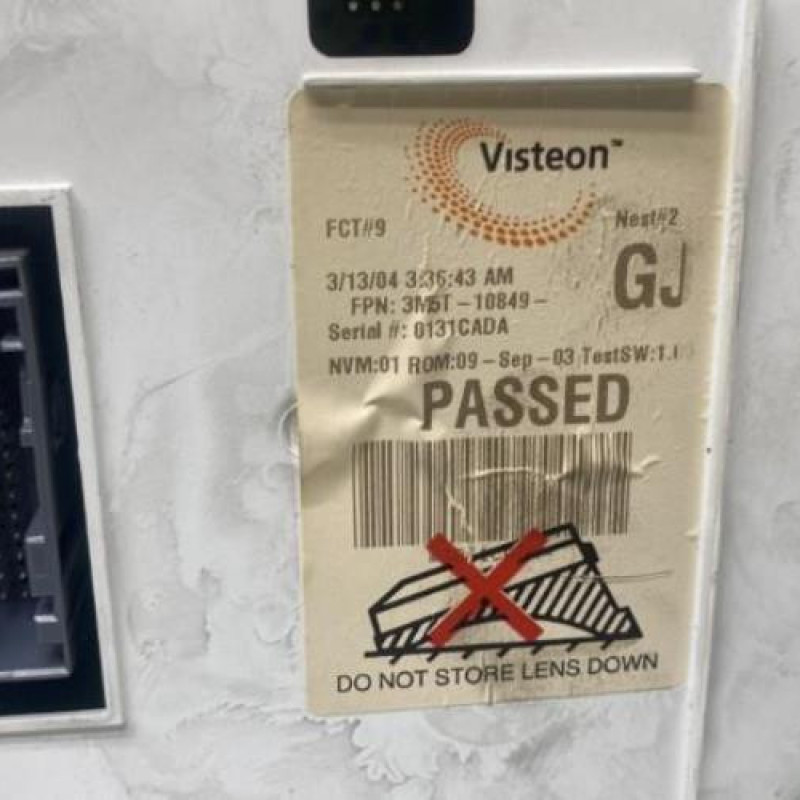 Visteon™
FCT#9
Nest#2
GJ
3/13/04 3:36:43 AM
FPN: 3M5T-10849-
Serial #: 0131CADA
NVM:01 ROM:09-Sep-03 TestSW:1.
PASSED
DO NOT STORE LENS DOWN